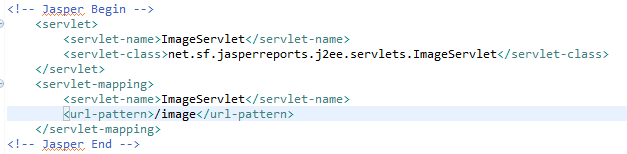 <!-- Jasper Begin -->
<servlet>
<servlet-name>ImageServlet</servlet-name>
<servlet-class>net.sf.jasperreports.j2ee.servlets.ImageServlet</servlet-class>
</servlet>
<servlet-mapping>
<servlet-name>ImageServlet</servlet-name>
<url-pattern>/image</url-pattern>
</servlet-mapping>
<!-- Jasper End -->